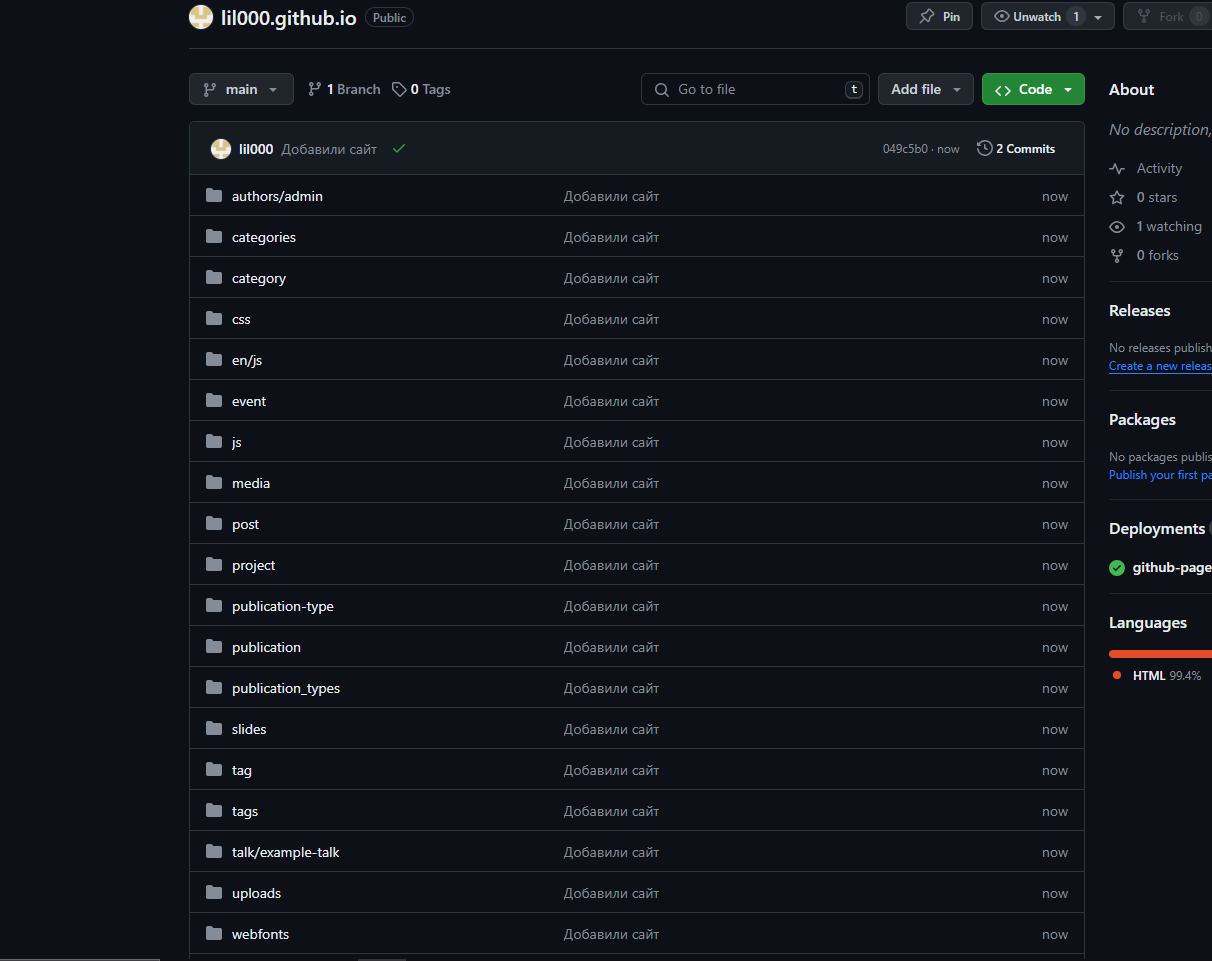 lil000.github.io Public Pin Unwatch 1 Fork 0
main 1 Branch 0 Tags Go to file t Add file Code
lil000 Добавили сайт 049c5b0 · now 2 Commits
authors/admin Добавили сайт now
categories Добавили сайт now
category Добавили сайт now
css Добавили сайт now
en/js Добавили сайт now
event Добавили сайт now
js Добавили сайт now
media Добавили сайт now
post Добавили сайт now
project Добавили сайт now
publication-type Добавили сайт now
publication Добавили сайт now
publication_types Добавили сайт now
slides Добавили сайт now
tag Добавили сайт now
tags Добавили сайт now
talk/example-talk Добавили сайт now
uploads Добавили сайт now
webfonts Добавили сайт now
About
No description,
Activity
0 stars
1 watching
0 forks
Releases
No releases publish
Create a new releas
Packages
No packages publis
Publish your first pa
Deployments
github-page
Languages
HTML 99.4%